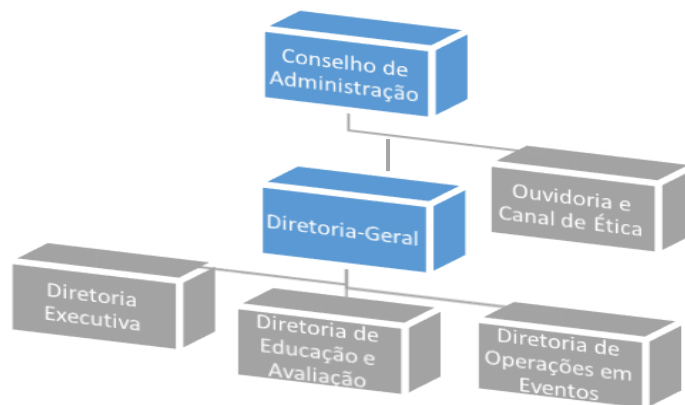 Conselho de
Administração
Ouvidoria e
Canal de Ética
Diretoria-Geral
Diretoria
Executiva
Diretoria de
Educação e
Avaliação
Diretoria de
Operações em
Eventos